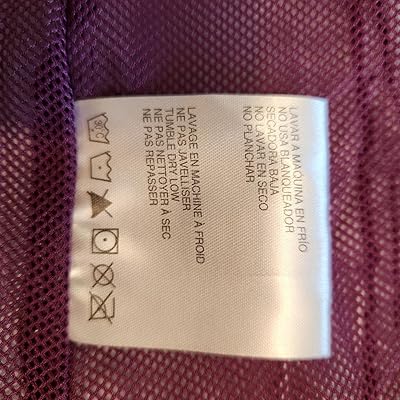 LAVAR A MAQUINA EN FRÍO
NO USA BLANQUEADOR
SECADORA BAJA
NO LAVAR EN SECO
NO PLANCHAR
LAVAGE EN MACHINE À FROID
NE PAS JAVELLISER
TUMBLE DRY LOW
NE PAS NETTOYER À SEC
NE PAS REPASSER